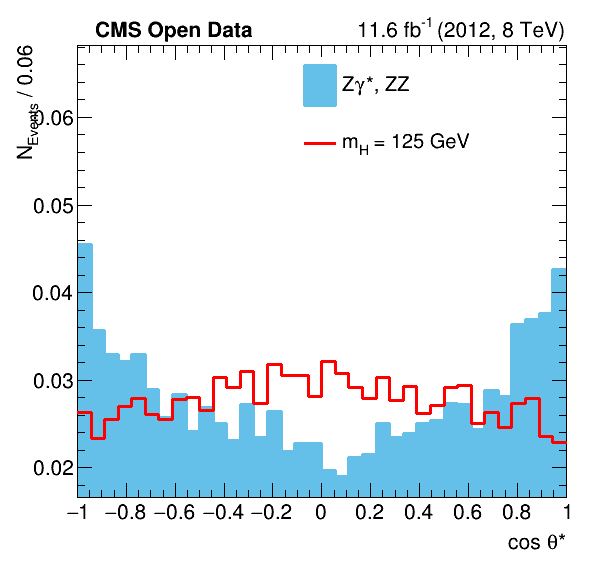 CMS Open Data 11.6 fb⁻¹ (2012, 8 TeV)
N_Events / 0.06
Zγ*, ZZ
m_H = 125 GeV
0.06
0.05
0.04
0.03
0.02
−1 −0.8 −0.6 −0.4 −0.2 0 0.2 0.4 0.6 0.8 1
cos θ*